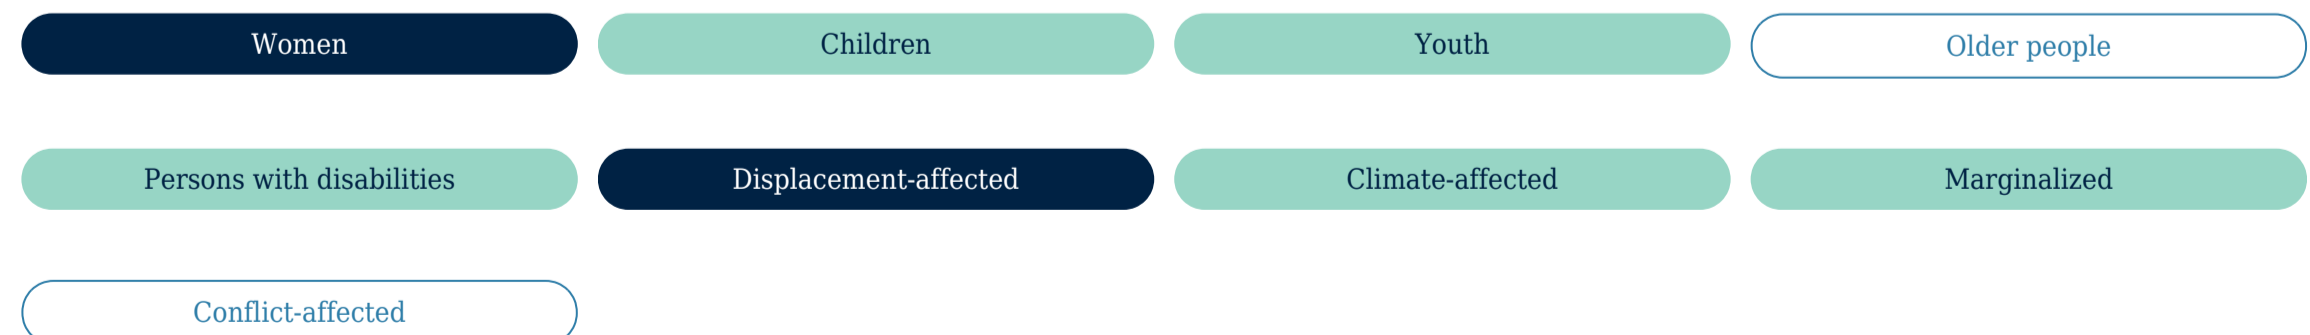 Women
Children
Youth
Older people
Persons with disabilities
Displacement-affected
Climate-affected
Marginalized
Conflict-affected